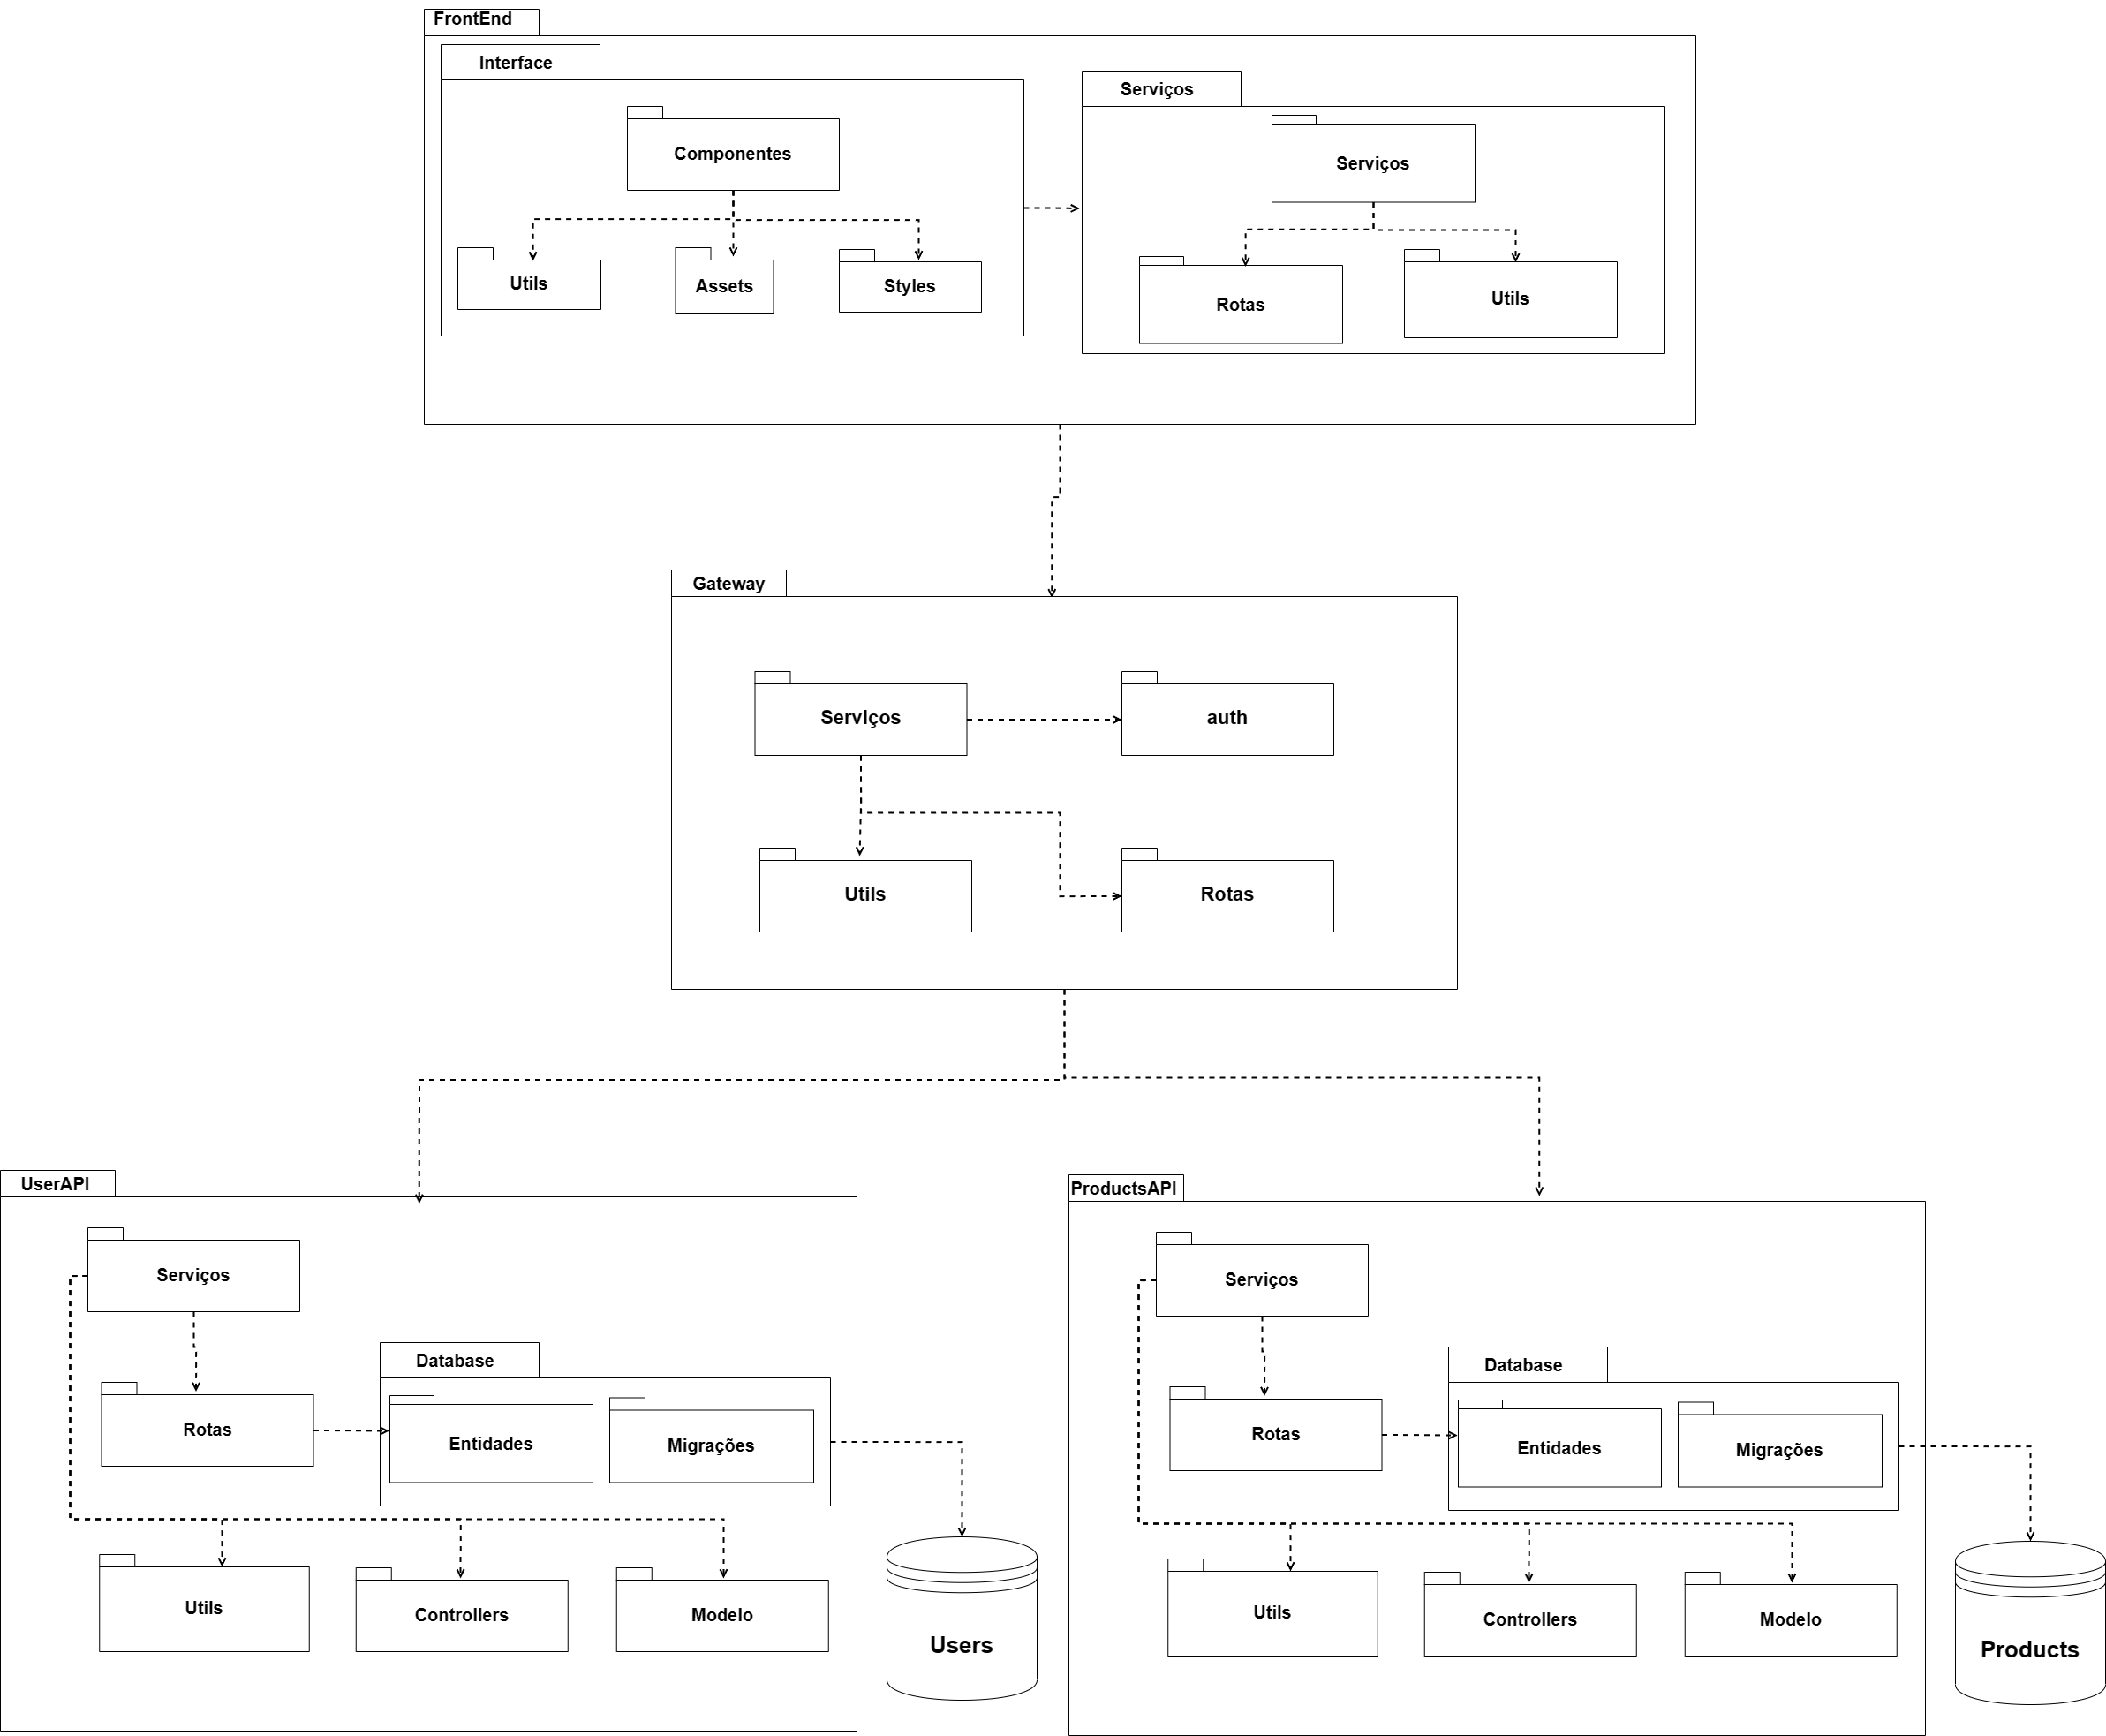 FrontEnd
Interface
Serviços
Componentes
Serviços
Utils
Assets
Styles
Rotas
Utils
Gateway
Serviços
auth
Utils
Rotas
UserAPI
Serviços
Database
Rotas
Entidades
Migrações
Utils
Controllers
Modelo
Users
ProductsAPI
Serviços
Database
Rotas
Entidades
Migrações
Utils
Controllers
Modelo
Products